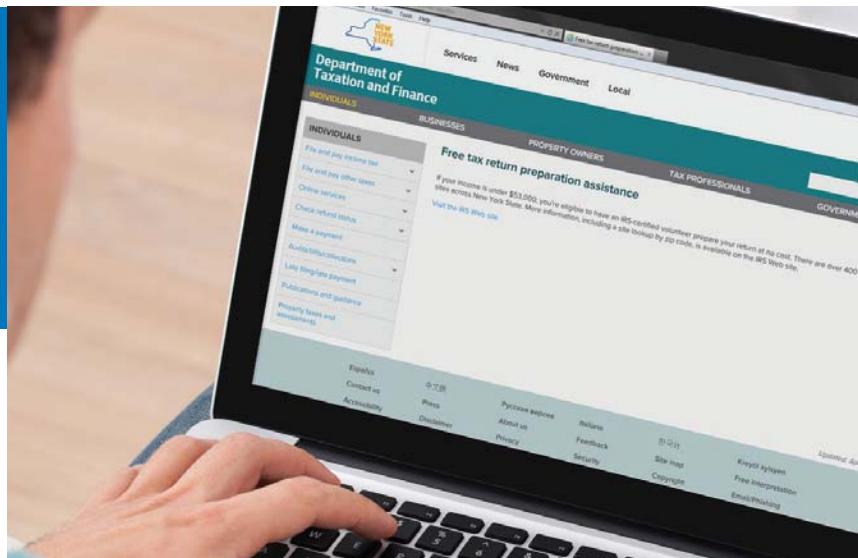 Favorites Tools Help
Free tax return preparation
NEW
YORK
STATE
Services News Government Local
Department of
Taxation and Finance
INDIVIDUALS BUSINESSES PROPERTY OWNERS TAX PROFESSIONALS
INDIVIDUALS
File and pay income tax
File and pay other taxes
Online services
Check refund status
Make a payment
Audits/bills/collections
Late filing/late payment
Publications and guidance
Property taxes and
assessments
Free tax return preparation assistance
If your income is under $53,000, you're eligible to have an IRS-certified volunteer prepare your return at no cost. There are over 400
sites across New York State. More information, including a site lookup by zip code, is available on the IRS Web site.
Visit the IRS Web site
Español 中文版 Русская версия Italiano 한국어 Kreyòl ayisyen
Contact us Press About us Feedback Site map Free interpretation
Accessibility Disclaimer Privacy Security Copyright Email/Phishing
Updated:
W E